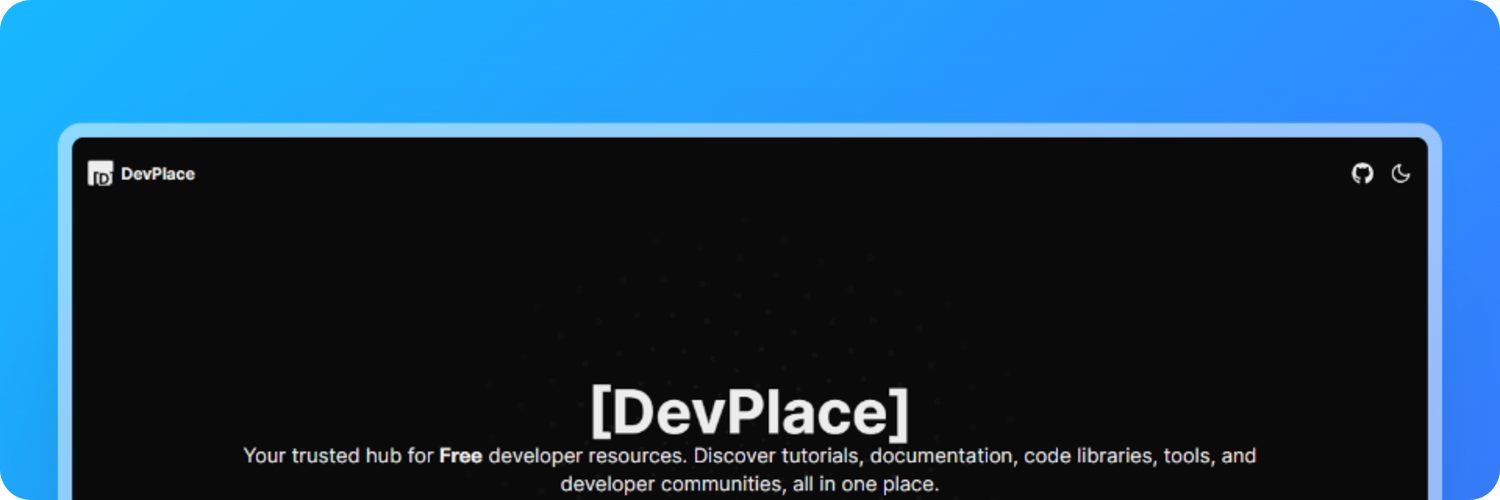 [D]
DevPlace
[DevPlace]
Your trusted hub for Free developer resources. Discover tutorials, documentation, code libraries, tools, and
developer communities, all in one place.